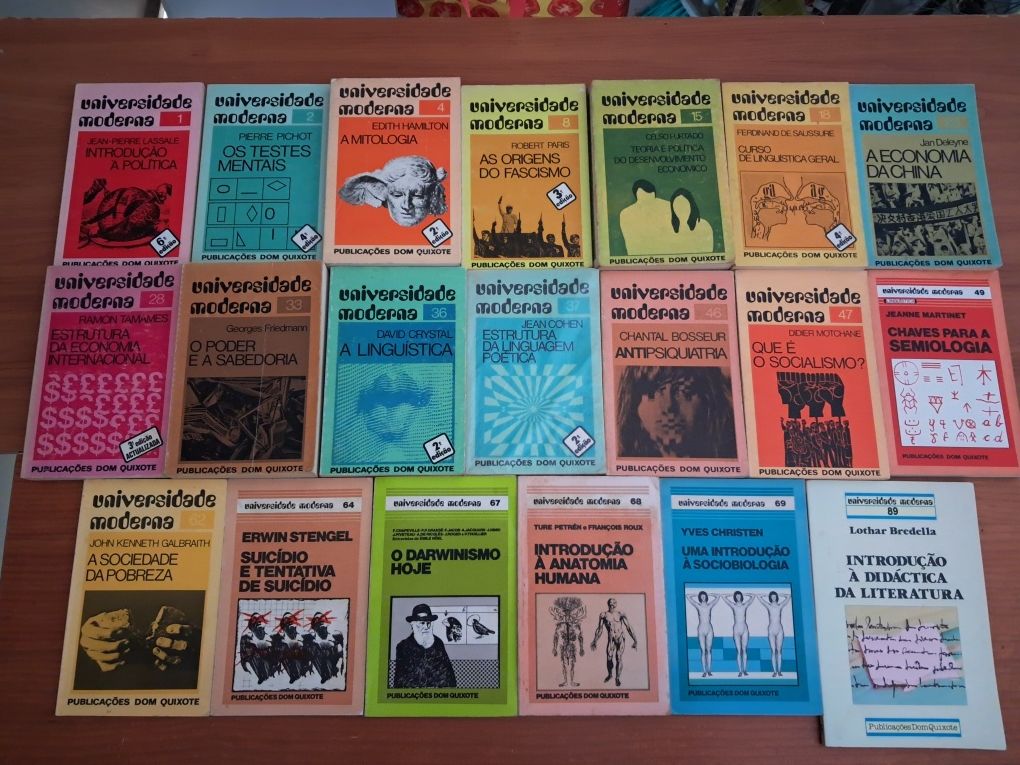 universidade
moderna 1
JEAN-PIERRE LASSALE
INTRODUÇÃO
A POLÍTICA
6ª edição
PUBLICAÇÕES DOM QUIXOTE
universidade
moderna 2
PIERRE PICHOT
OS TESTES
MENTAIS
4ª edição
PUBLICAÇÕES DOM QUIXOTE
universidade
moderna 4
EDITH HAMILTON
A MITOLOGIA
2ª edição
PUBLICAÇÕES DOM QUIXOTE
universidade
moderna 8
ROBERT PARIS
AS ORIGENS
DO FASCISMO
3ª edição
PUBLICAÇÕES DOM QUIXOTE
universidade
moderna 15
CELSO FURTADO
TEORIA E POLÍTICA
DO DESENVOLVIMENTO
ECONÓMICO
PUBLICAÇÕES DOM QUIXOTE
universidade
moderna 18
FERDINAND DE SAUSSURE
CURSO
DE LINGUÍSTICA GERAL
4ª edição
PUBLICAÇÕES DOM QUIXOTE
universidade
moderna
Jan Deleyne
A ECONOMIA
DA CHINA
PUBLICAÇÕES DOM QUIXOTE
universidade
moderna 28
RAMON TAMAMES
ESTRUTURA
DA ECONOMIA
INTERNACIONAL
3ª edição
ACTUALIZADA
PUBLICAÇÕES DOM QUIXOTE
universidade
moderna 33
Georges Friedmann
O PODER
E A SABEDORIA
PUBLICAÇÕES DOM QUIXOTE
universidade
moderna 36
DAVID CRYSTAL
A LINGUÍSTICA
2ª edição
PUBLICAÇÕES DOM QUIXOTE
universidade
moderna 37
JEAN COHEN
ESTRUTURA
DA LINGUAGEM
POÉTICA
2ª edição
PUBLICAÇÕES DOM QUIXOTE
universidade
moderna 46
CHANTAL BOSSEUR
ANTIPSIQUIATRIA
PUBLICAÇÕES DOM QUIXOTE
universidade
moderna 47
DIDIER MOTCHANE
QUE É
O SOCIALISMO?
PUBLICAÇÕES DOM QUIXOTE
universidade moderna 49
LINGUÍSTICA
JEANNE MARTINET
CHAVES PARA A
SEMIOLOGIA
PUBLICAÇÕES DOM QUIXOTE
universidade
moderna 62
JOHN KENNETH GALBRAITH
A SOCIEDADE
DA POBREZA
PUBLICAÇÕES DOM QUIXOTE
universidade moderna 64
ERWIN STENGEL
SUICÍDIO
E TENTATIVA
DE SUICÍDIO
PUBLICAÇÕES DOM QUIXOTE
universidade moderna 67
O DARWINISMO
HOJE
PUBLICAÇÕES DOM QUIXOTE
universidade moderna 68
TURE PETRÉN e FRANÇOIS ROUX
INTRODUÇÃO
À ANATOMIA
HUMANA
PUBLICAÇÕES DOM QUIXOTE
universidade moderna 69
YVES CHRISTEN
UMA INTRODUÇÃO
À SOCIOBIOLOGIA
PUBLICAÇÕES DOM QUIXOTE
universidade moderna
89
Lothar Bredella
INTRODUÇÃO
À DIDÁCTICA
DA LITERATURA
Publicações Dom Quixote